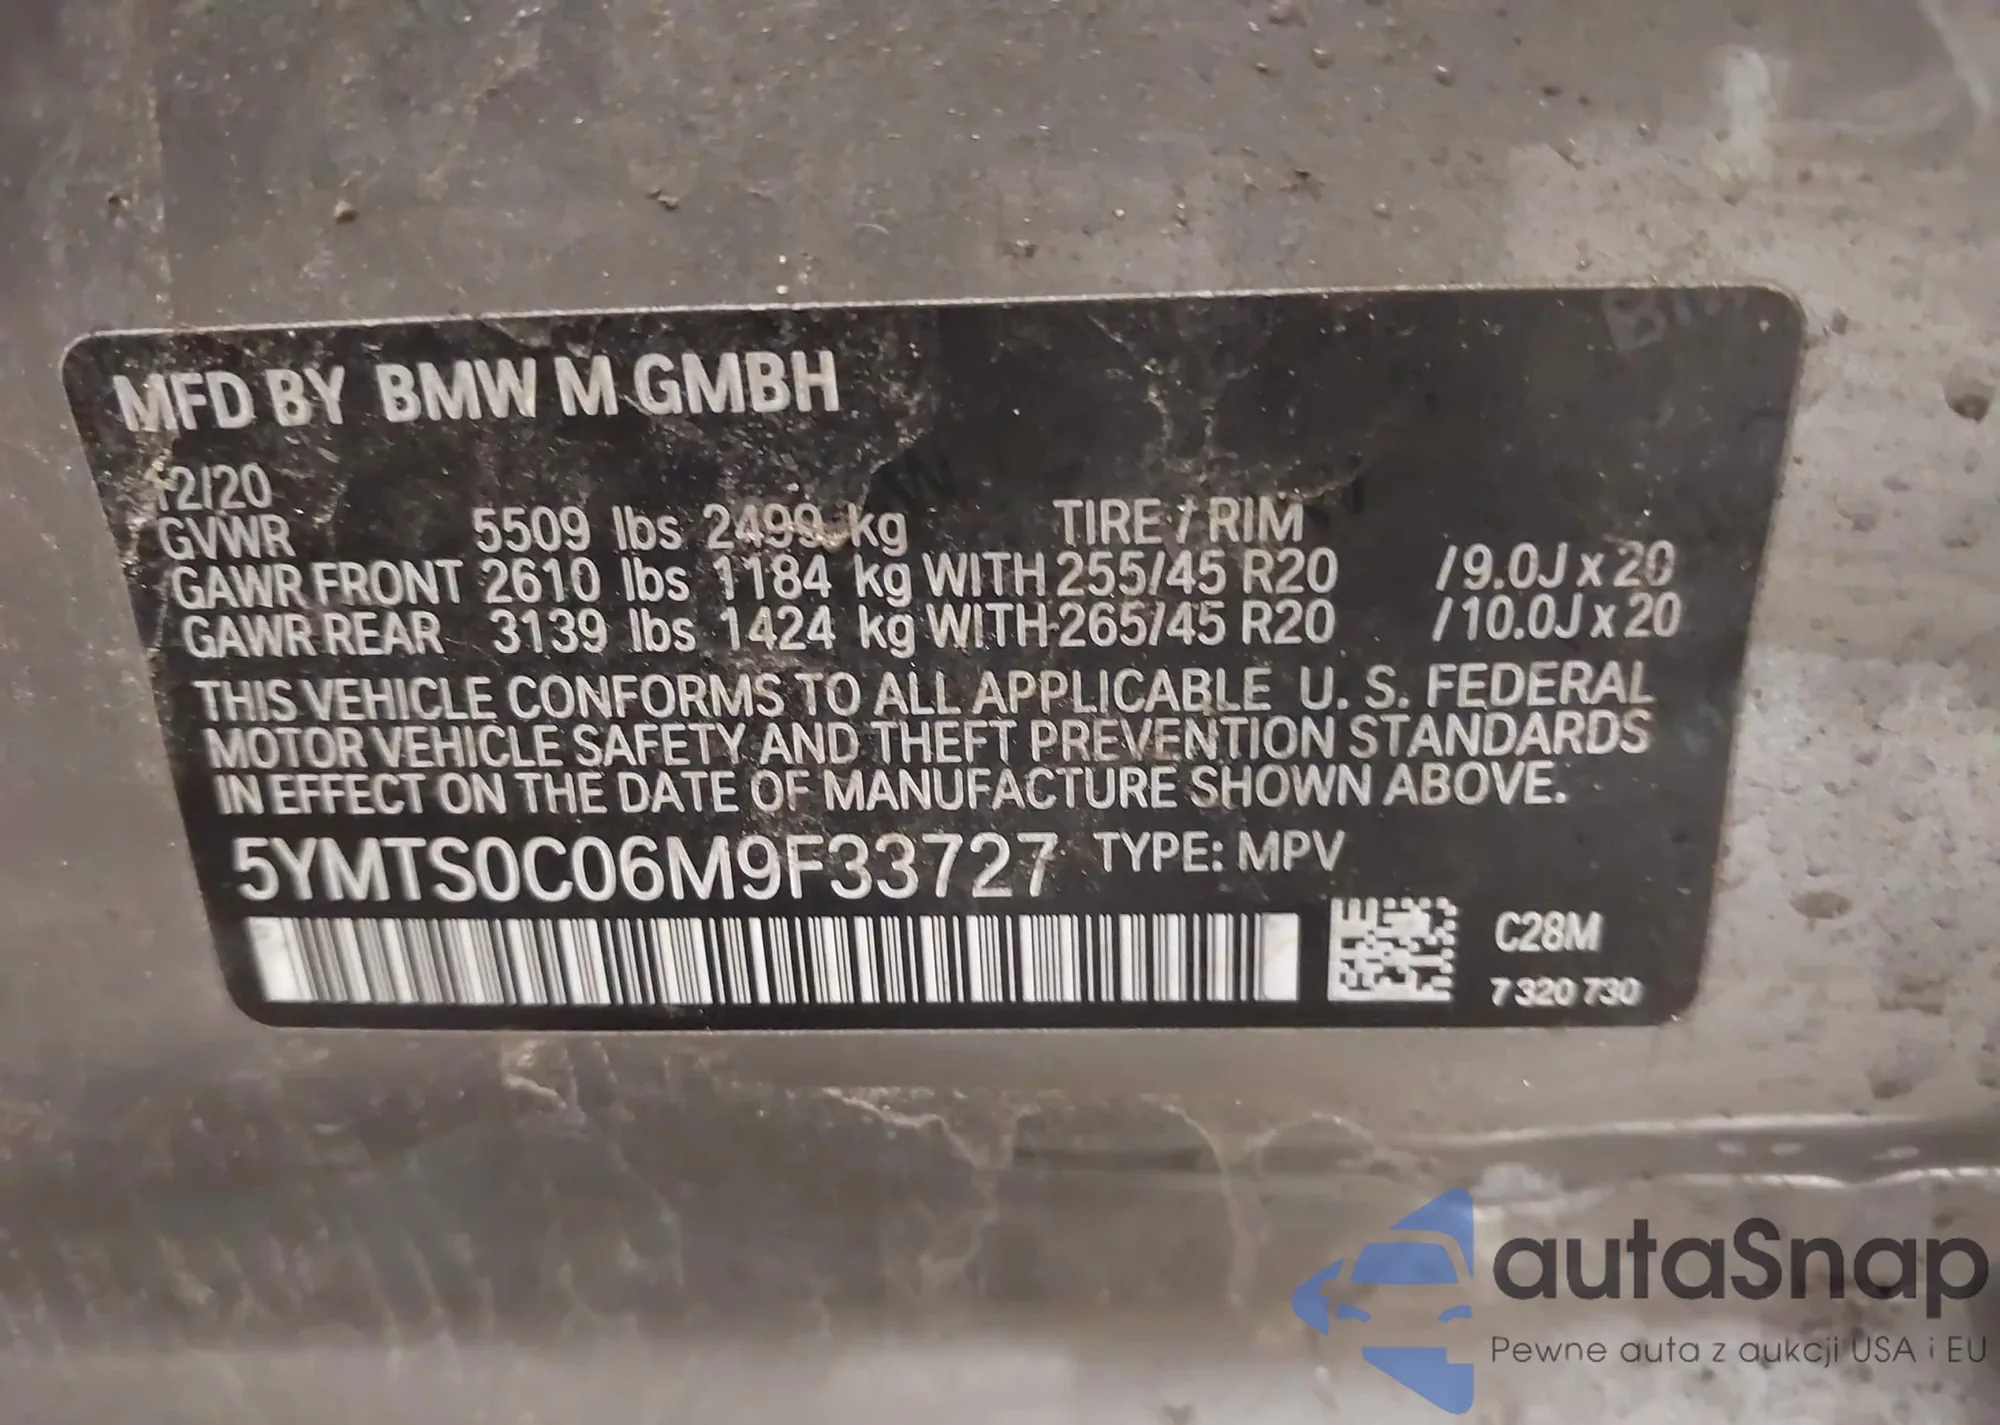 MFD BY BMW M GMBH
12/20
GVWR 5509 lbs 2499 kg TIRE / RIM
GAWR FRONT 2610 lbs 1184 kg WITH 255/45 R20 /9.0J x 20
GAWR REAR 3139 lbs 1424 kg WITH 265/45 R20 /10.0J x 20
THIS VEHICLE CONFORMS TO ALL APPLICABLE U. S. FEDERAL
MOTOR VEHICLE SAFETY AND THEFT PREVENTION STANDARDS
IN EFFECT ON THE DATE OF MANUFACTURE SHOWN ABOVE.
5YMTS0C06M9F33727 TYPE: MPV
C28M
7 320 730
autaSnap
Pewne auta z aukcji USA i EU